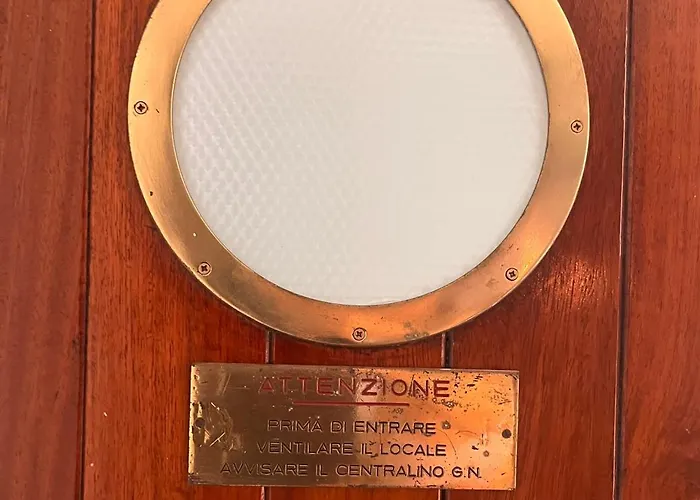 ATTENZIONE
PRIMA DI ENTRARE
VENTILARE IL LOCALE
AVVISARE IL CENTRALINO G.N.